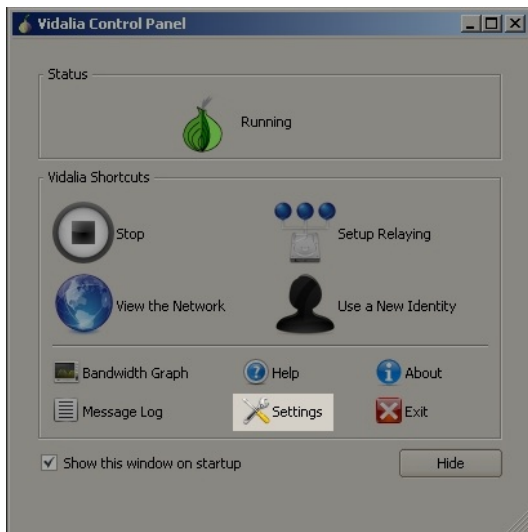 Vidalia Control Panel
Status
Running
Vidalia Shortcuts
Stop
Setup Relaying
View the Network
Use a New Identity
Bandwidth Graph
Help
About
Message Log
Settings
Exit
Show this window on startup
Hide